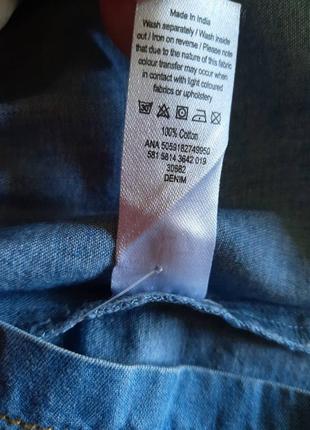 Made In India
Wash separately / Wash inside
out / Iron on reverse / Please note
that due to the nature of this fabric
colour transfer may occur when
in contact with light coloured
fabrics or upholstery
100% Cotton
ANA 5059182749959
581 5814 3642 019
30982
DENIM